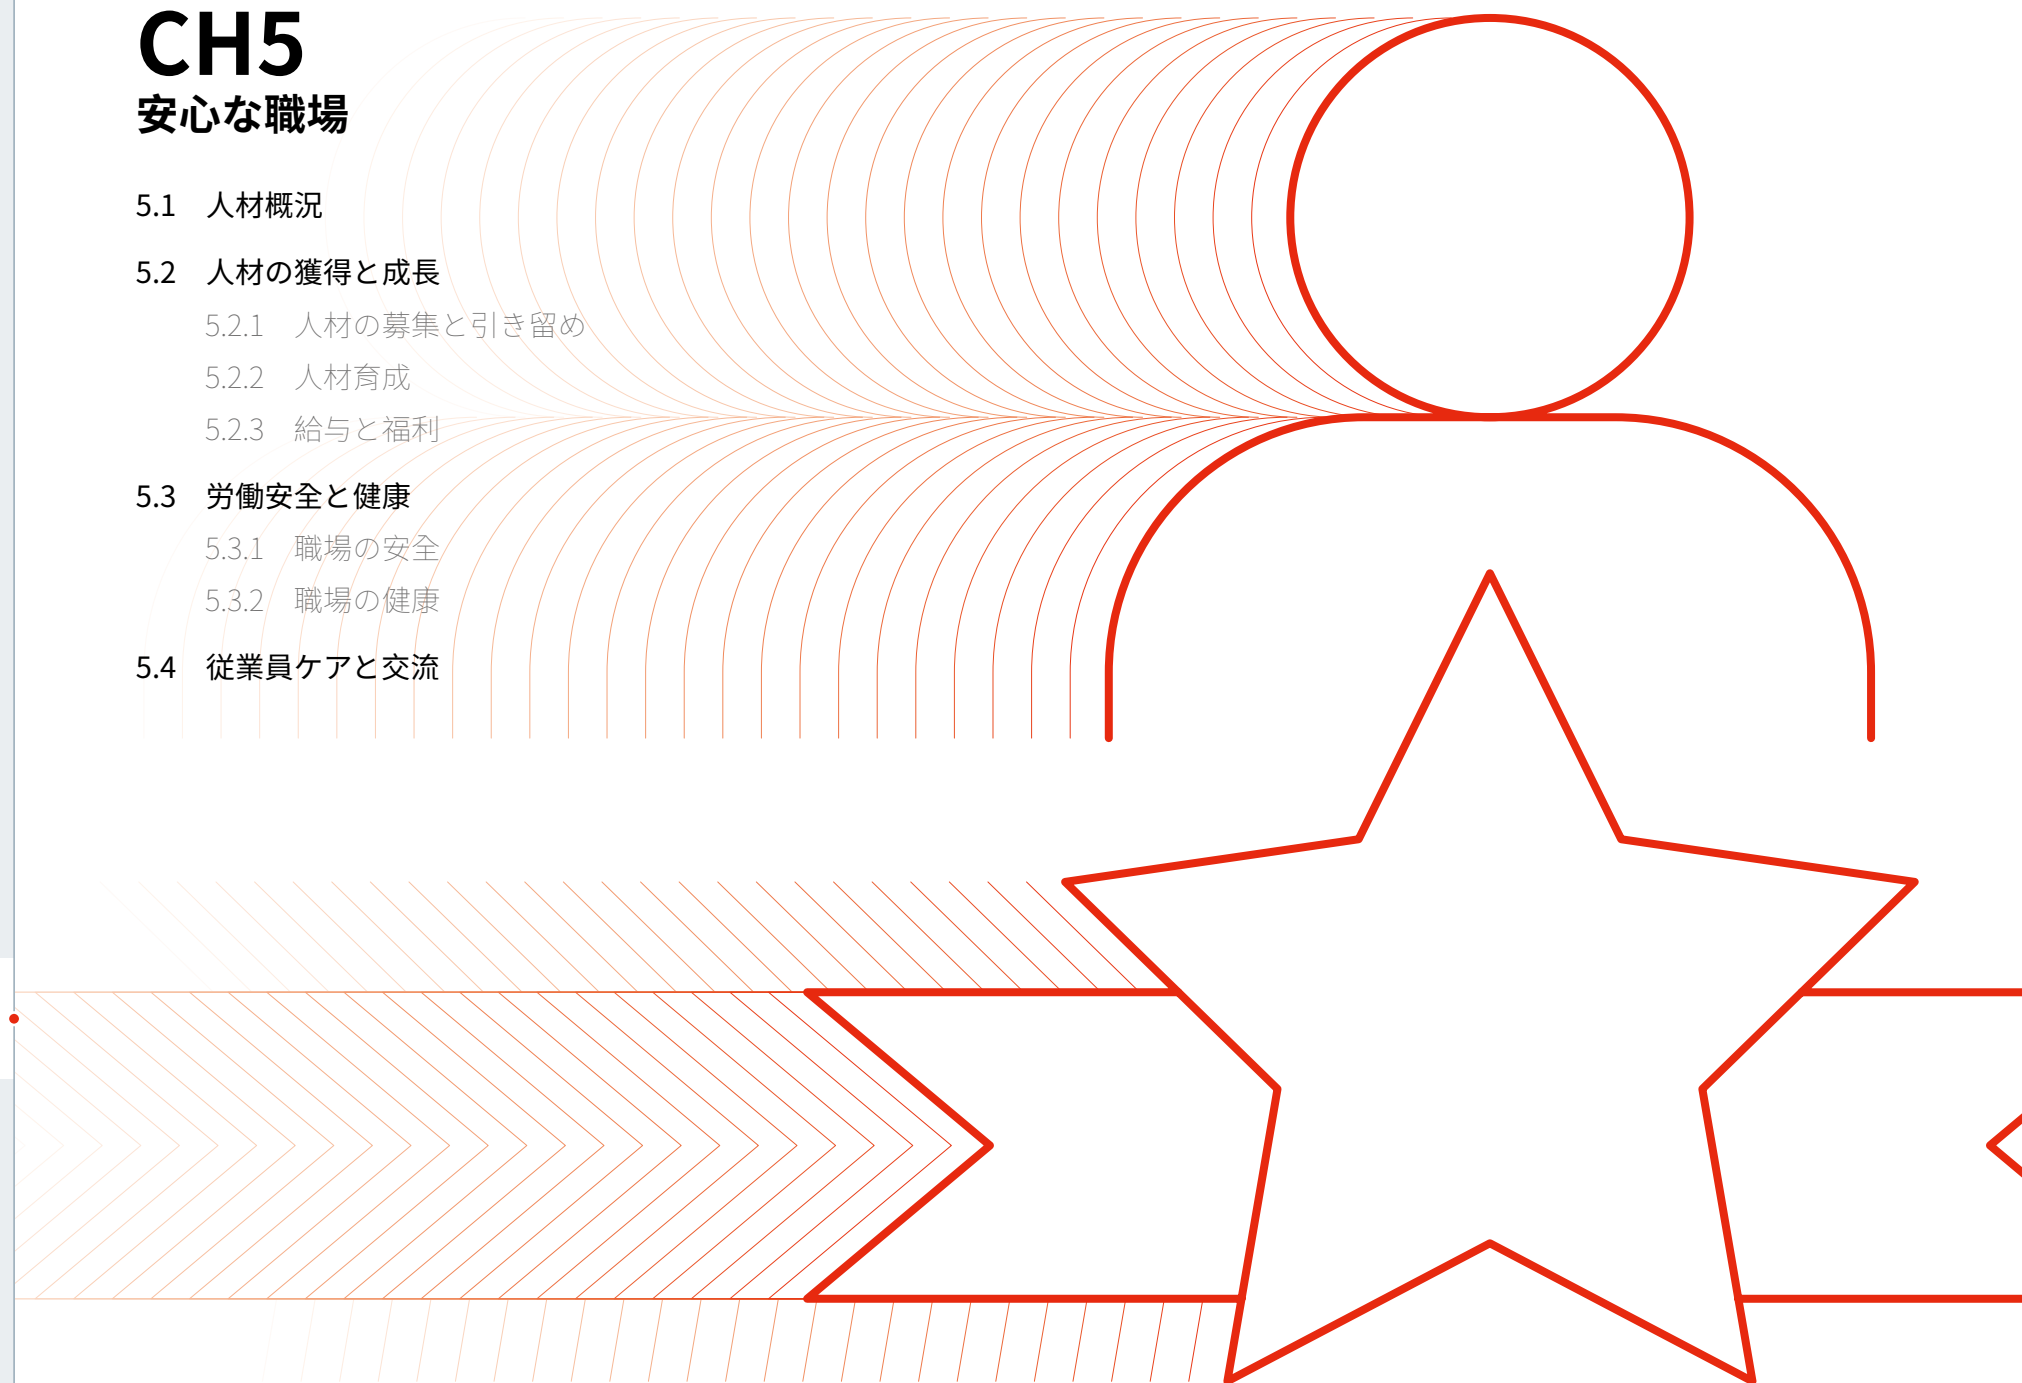 CH5
安心な職場
5.1 人材概況
5.2 人材の獲得と成長
5.2.1 人材の募集と引き留め
5.2.2 人材育成
5.2.3 給与と福利
5.3 労働安全と健康
5.3.1 職場の安全
5.3.2 職場の健康
5.4 従業員ケアと交流